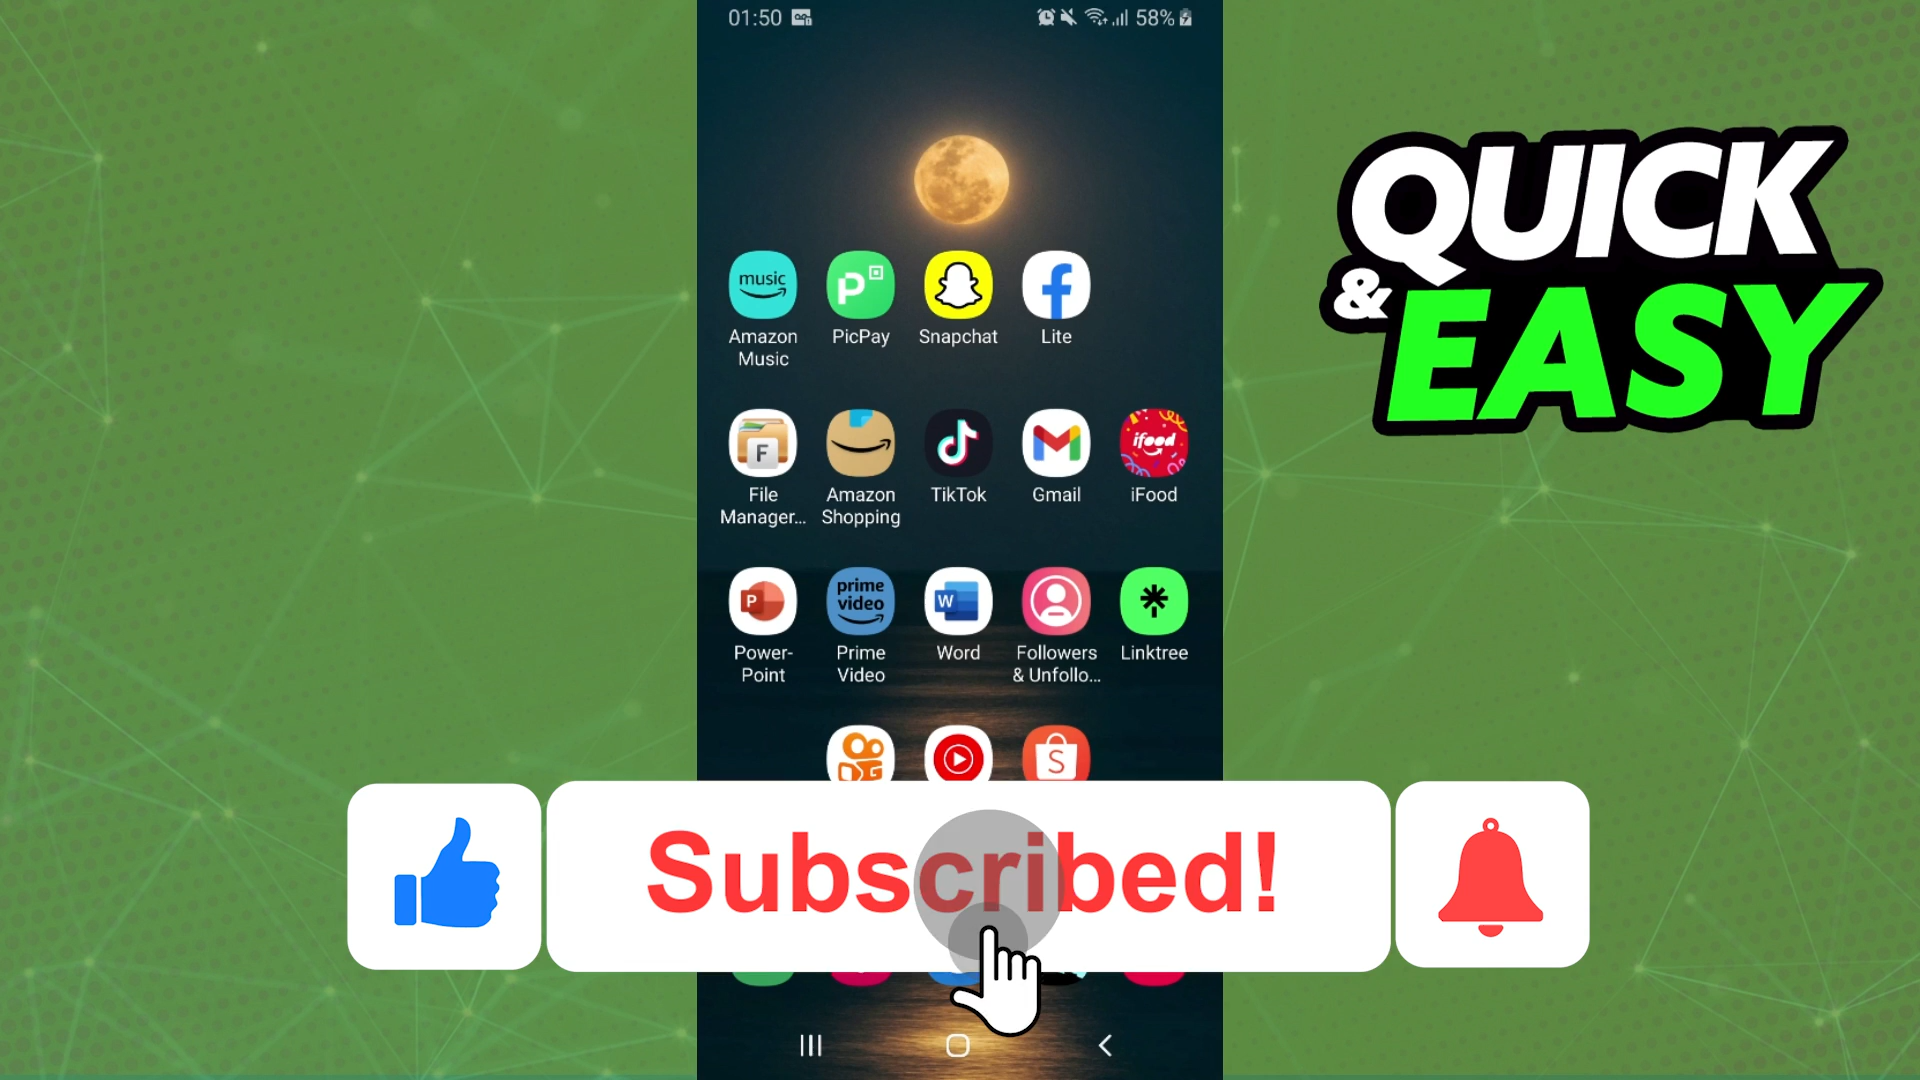 01:50
58%
QUICK
& EASY
music
Amazon
Music
PicPay
Snapchat
Lite
F
File
Manager...
Amazon
Shopping
TikTok
Gmail
ifood
iFood
P
Power-
Point
prime
video
Prime
Video
W
Word
Followers
& Unfollo...
Linktree
S
Subscribed!